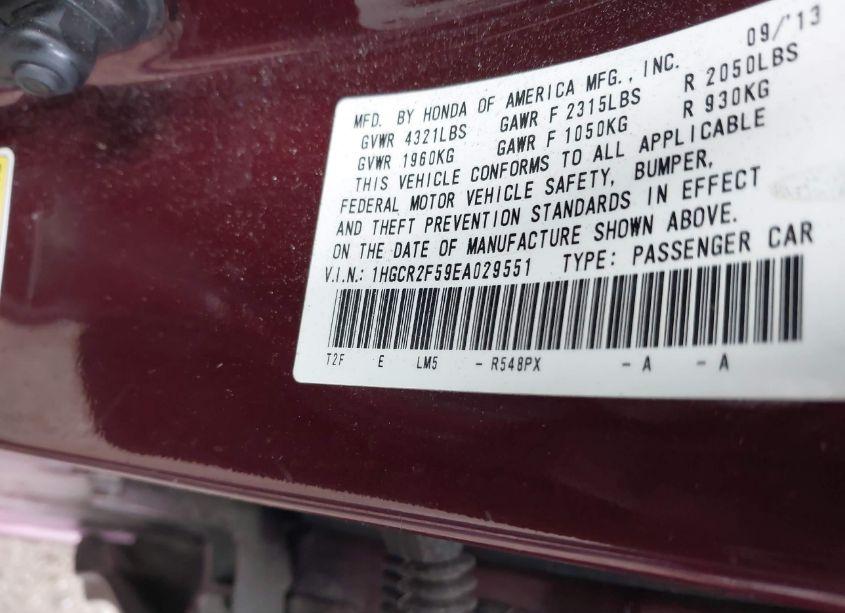 MFD. BY HONDA OF AMERICA MFG., INC. 09/'13
GVWR 4321LBS GAWR F 2315LBS R 2050LBS
GVWR 1960KG GAWR F 1050KG R 930KG
THIS VEHICLE CONFORMS TO ALL APPLICABLE
FEDERAL MOTOR VEHICLE SAFETY, BUMPER,
AND THEFT PREVENTION STANDARDS IN EFFECT
ON THE DATE OF MANUFACTURE SHOWN ABOVE.
V.I.N.: 1HGCR2F59EA029551 TYPE: PASSENGER CAR
T2F E LM5 - R548PX - A - A